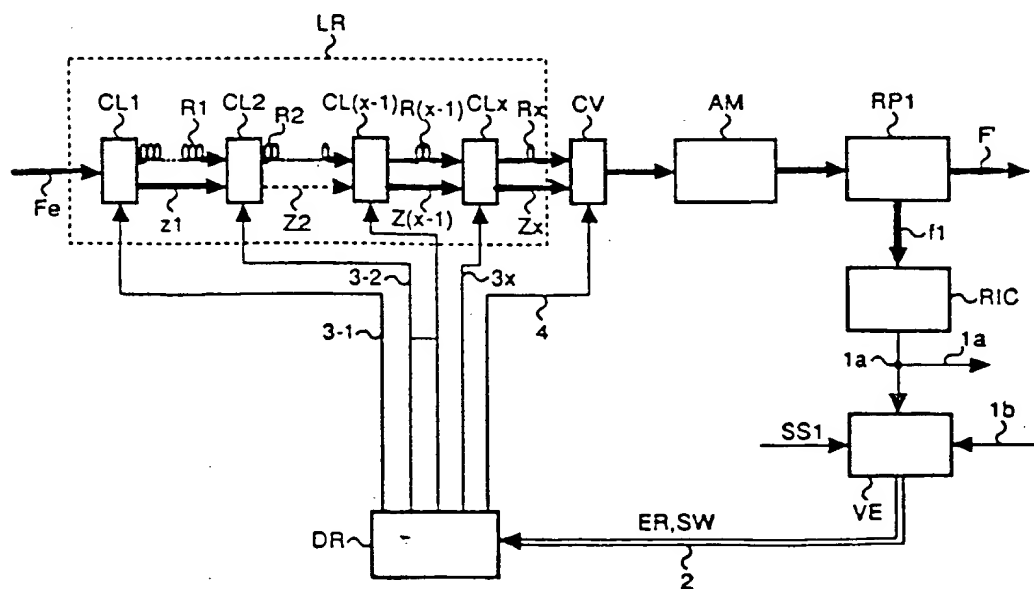 LR
CL1 R1 CL2 R2 CL(x-1) R(x-1) CLx Rx CV AM RP1 F
Fe z1 Z2 Z(x-1) Zx f1
3-2 3x RIC
3-1 4
1a 1a
SS1 1b
VE
DR ER,SW
2